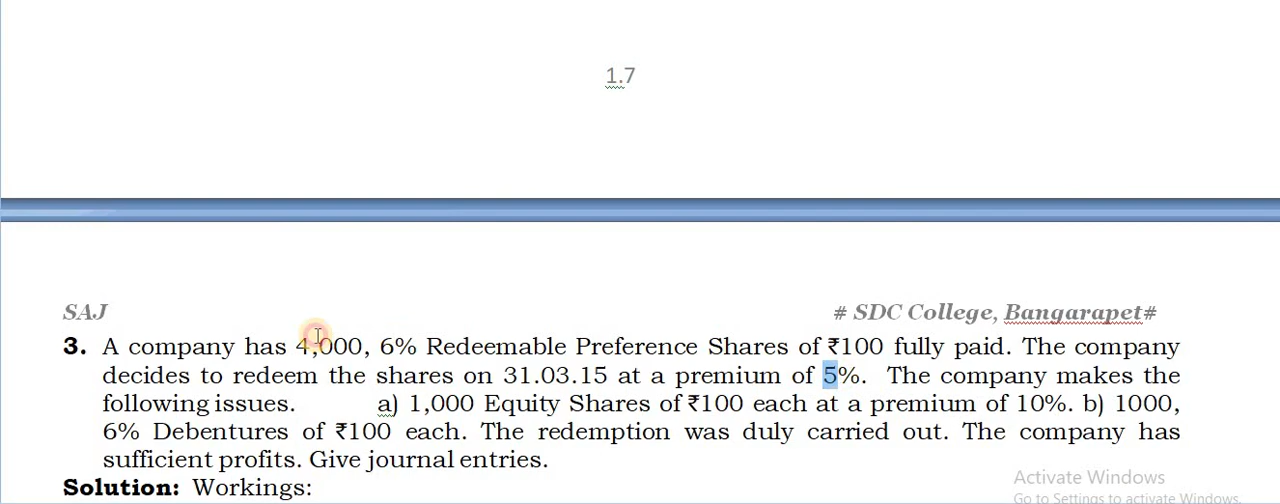 1.7
SAJ # SDC College, Bangarapet#
3. A company has 4,000, 6% Redeemable Preference Shares of ₹100 fully paid. The company
decides to redeem the shares on 31.03.15 at a premium of 5%. The company makes the
following issues. a) 1,000 Equity Shares of ₹100 each at a premium of 10%. b) 1000,
6% Debentures of ₹100 each. The redemption was duly carried out. The company has
sufficient profits. Give journal entries.
Activate Windows
Solution: Workings:
Go to Settings to activate Windows.